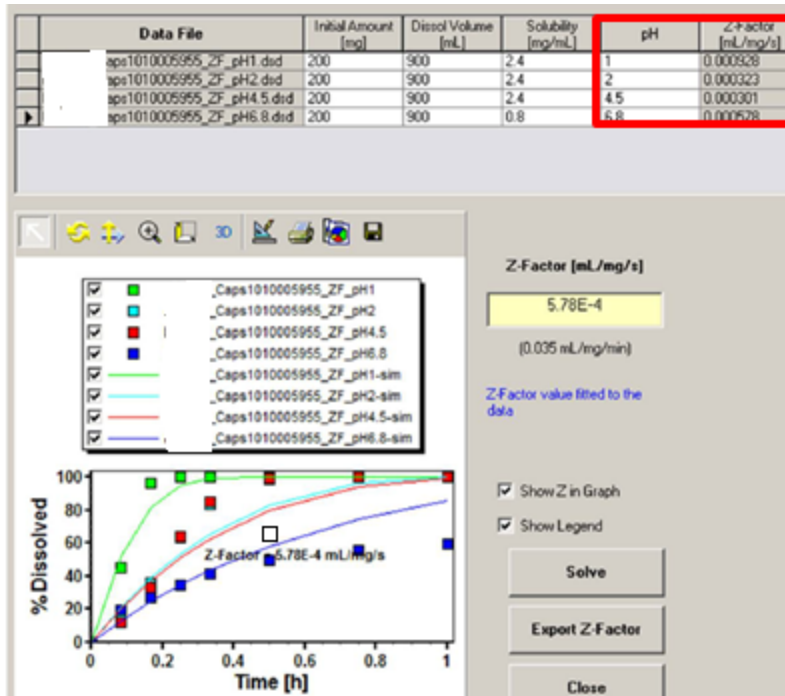 Data File Initial Amount [mg] Dissol Volume [mL] Solubility [mg/mL] pH Z-Factor [mL/mg/s]
aps1010005955_ZF_pH1.dsd 200 900 2.4 1 0.000928
aps1010005955_ZF_pH2.dsd 200 900 2.4 2 0.000323
aps1010005955_ZF_pH4.5.dsd 200 900 2.4 4.5 0.000301
aps1010005955_ZF_pH6.8.dsd 200 900 0.8 6.8 0.000578
3D
_Caps1010005955_ZF_pH1
_Caps1010005955_ZF_pH2
_Caps1010005955_ZF_pH4.5
_Caps1010005955_ZF_pH6.8
_Caps1010005955_ZF_pH1-sim
_Caps1010005955_ZF_pH2-sim
_Caps1010005955_ZF_pH4.5-sim
_Caps1010005955_ZF_pH6.8-sim
Z-Factor [mL/mg/s]
5.78E-4
(0.035 mL/mg/min)
Z-Factor value fitted to the
data
Show Z in Graph
Show Legend
Solve
Export Z-Factor
Close
% Dissolved
100
80
60
40
20
0
Z-Factor = 5.78E-4 mL/mg/s
0 0.2 0.4 0.6 0.8 1
Time [h]